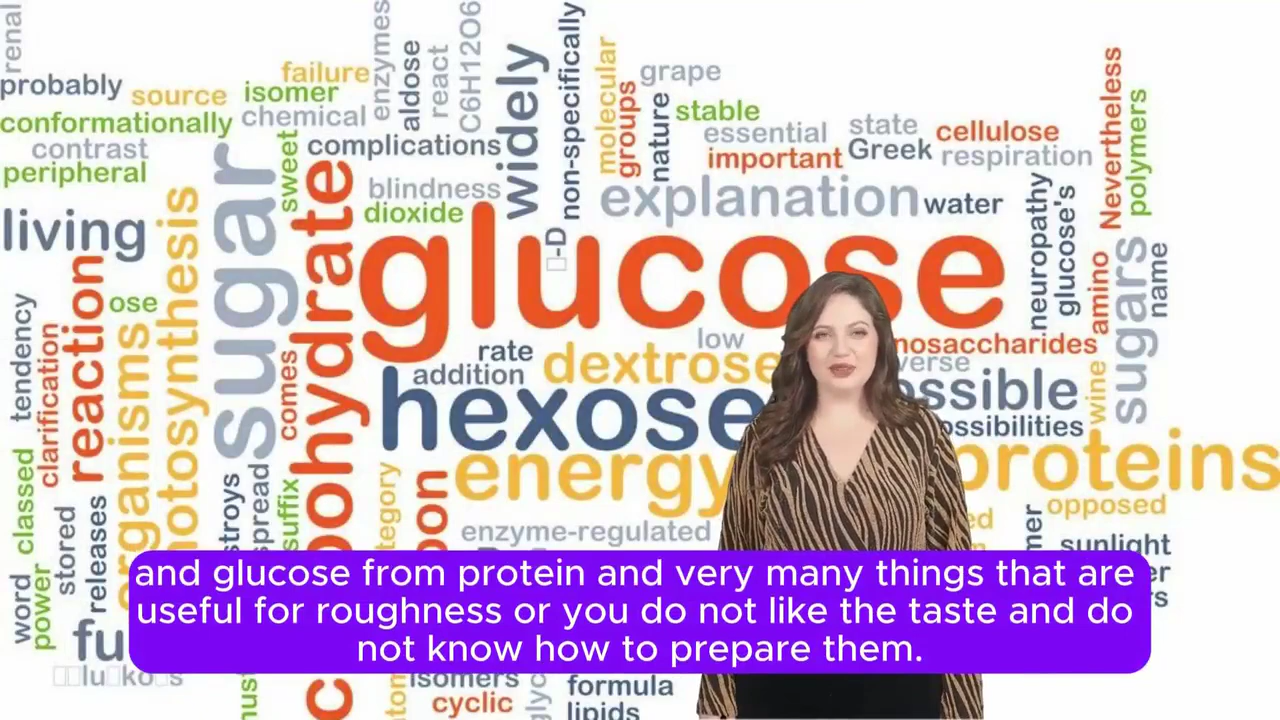 renal
probably
source
failure
isomer
enzymes
aldose
react
C6H12O6
widely
non-specifically
molecular
groups
nature
grape
stable
essential
state
cellulose
Nevertheless
polymers
conformationally
chemical
contrast
peripheral
sweet
complications
important
Greek
respiration
blindness
dioxide
explanation
water
living
photosynthesis
sugar
carbohydrate
glucose
-D
neuropathy
glucose's
amino
sugars
name
tendency
clarification
reaction
ose
organisms
comes
rate
addition
low
dextrose
hexose
wine
energy
proteins
opposed
classed
stored
releases
spread
suffix
enzyme-regulated
sunlight
word
power
and glucose from protein and very many things that are
useful for roughness or you do not like the taste and do
not know how to prepare them.
isomers
cyclic
formula
lipids